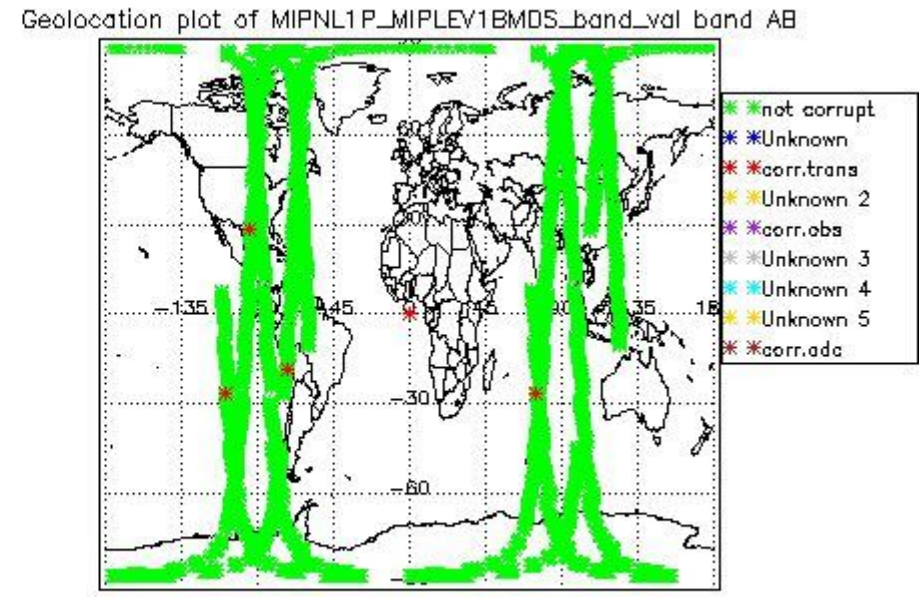 Geolocation plot of MIPNL1P_MIPLEV1BMDS_band_val band AB
not corrupt
Unknown
corr.trans
Unknown 2
corr.obs
Unknown 3
Unknown 4
Unknown 5
corr.adc
60
-135
45
135
-30
-60